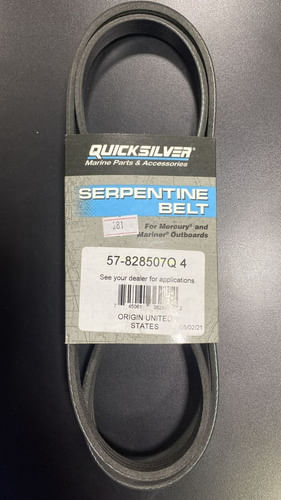 QUICKSILVER®
Marine Parts & Accessories
SERPENTINE
BELT
281
For Mercury® and
Mariner® Outboards
57-828507Q 4
See your dealer for applications
ORIGIN UNITED
STATES